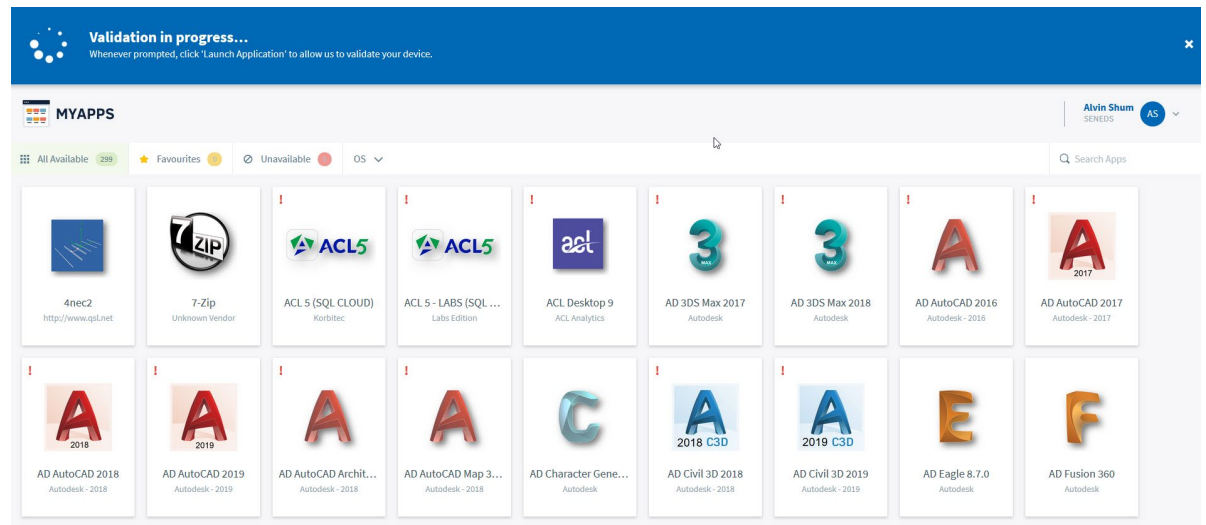 Validation in progress...
Whenever prompted, click 'Launch Application' to allow us to validate your device.
MYAPPS
Alvin Shum
SENEDS
AS
All Available 299
Favourites
Unavailable
OS
Search Apps
7 ZIP
! ACL5
! ACL5
! acl
! 3 MAX
! 3 MAX
! A
! A 2017
4nec2
http://www.qsl.net
7-Zip
Unknown Vendor
ACL 5 (SQL CLOUD)
Korbitec
ACL 5 - LABS (SQL ...
Labs Edition
ACL Desktop 9
ACL Analytics
AD 3DS Max 2017
Autodesk
AD 3DS Max 2018
Autodesk
AD AutoCAD 2016
Autodesk - 2016
AD AutoCAD 2017
Autodesk - 2017
! A 2018
! A 2019
! A
! A
C
! A 2018 C3D
! A 2019 C3D
E
F
AD AutoCAD 2018
Autodesk - 2018
AD AutoCAD 2019
Autodesk - 2019
AD AutoCAD Archit...
Autodesk - 2018
AD AutoCAD Map 3...
Autodesk - 2018
AD Character Gene...
Autodesk
AD Civil 3D 2018
Autodesk - 2018
AD Civil 3D 2019
Autodesk - 2019
AD Eagle 8.7.0
Autodesk
AD Fusion 360
Autodesk